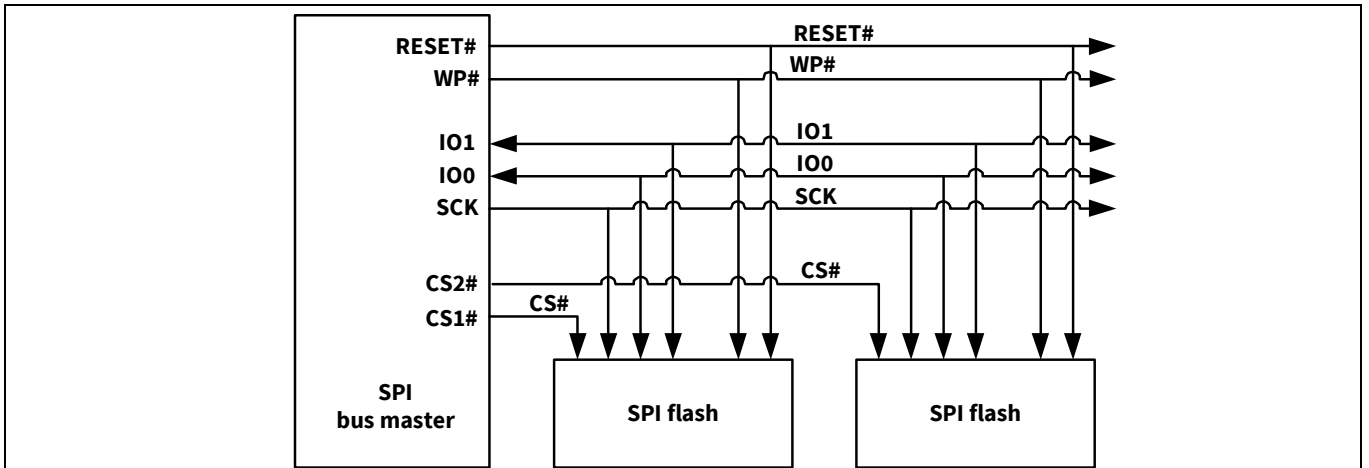 RESET#
RESET#
WP#
WP#
IO1
IO1
IO0
IO0
SCK
SCK
CS2#
CS#
CS1#
CS#
SPI
bus master
SPI flash
SPI flash